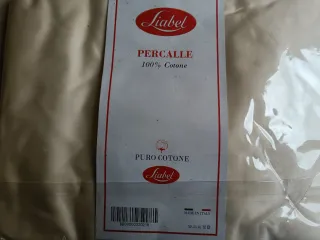 Liabel
PERCALLE
100% Cotone
PURO COTONE
Liabel